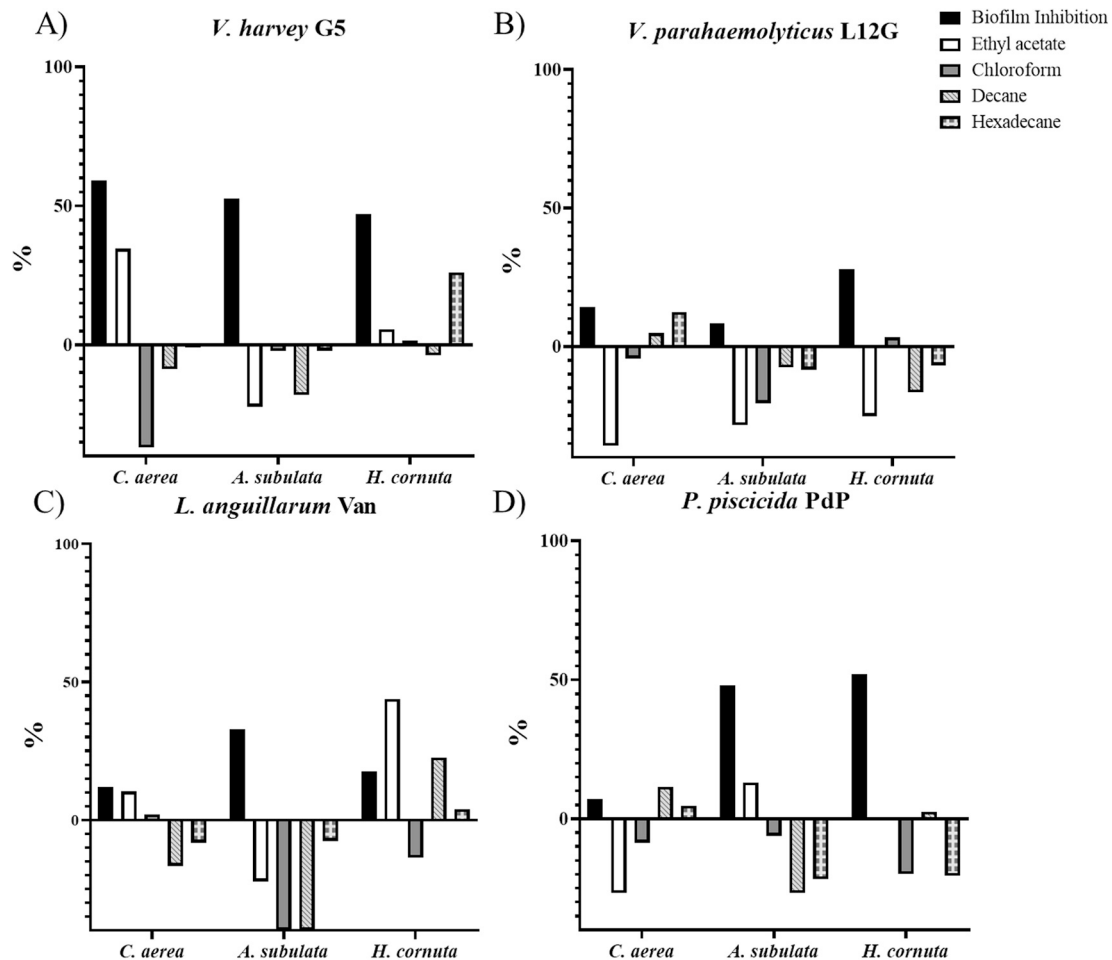 A)
V. harvey G5
100
50
0
%
C. aerea
A. subulata
H. cornuta
B)
V. parahaemolyticus L12G
100
50
0
%
C. aerea
A. subulata
H. cornuta
Biofilm Inhibition
Ethyl acetate
Chloroform
Decane
Hexadecane
C)
L. anguillarum Van
100
50
0
%
C. aerea
A. subulata
H. cornuta
D)
P. piscicida PdP
100
50
0
%
C. aerea
A. subulata
H. cornuta